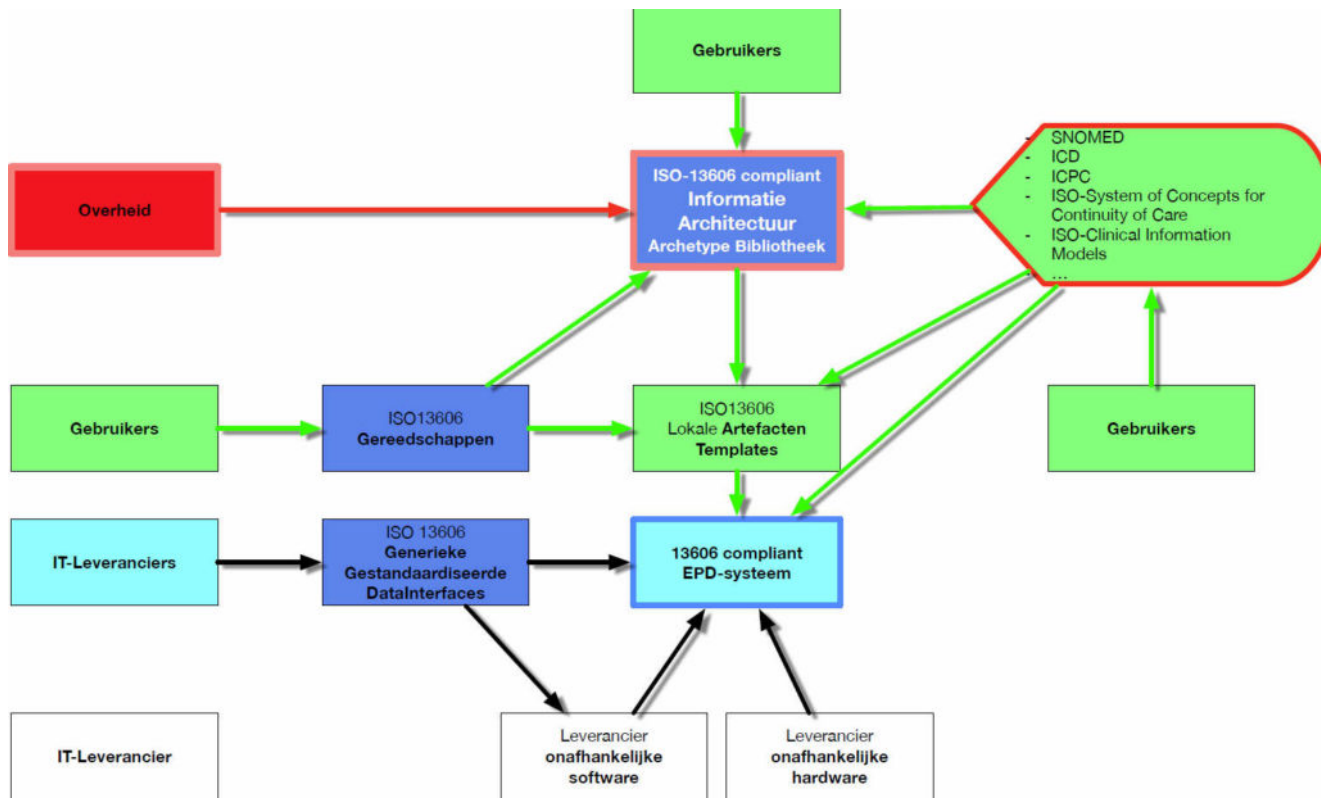 Gebruikers
- SNOMED
- ICD
- ICPC
- ISO-System of Concepts for
Continuity of Care
- ISO-Clinical Information
Models
- ...
ISO-13606 compliant
Informatie
Architectuur
Archetype Bibliotheek
Overheid
Gebruikers
ISO13606
Gereedschappen
ISO13606
Lokale Artefacten
Templates
Gebruikers
IT-Leveranciers
ISO 13606
Generieke
Gestandaardiseerde
DataInterfaces
13606 compliant
EPD-systeem
IT-Leverancier
Leverancier
onafhankelijke
software
Leverancier
onafhankelijke
hardware